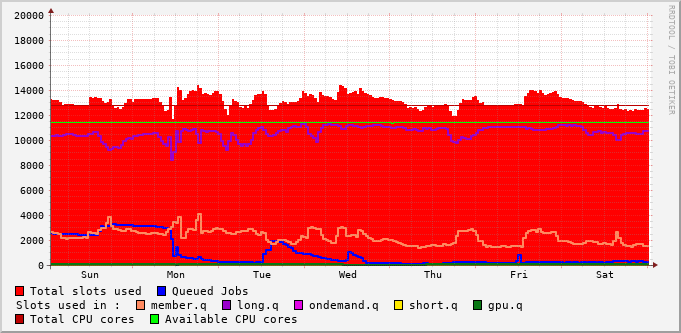 20000
18000
16000
14000
12000
10000
8000
6000
4000
2000
0
Sun Mon Tue Wed Thu Fri Sat
RRDTOOL / TOBI OETIKER
Total slots used Queued Jobs
Slots used in : member.q long.q ondemand.q short.q gpu.q
Total CPU cores Available CPU cores